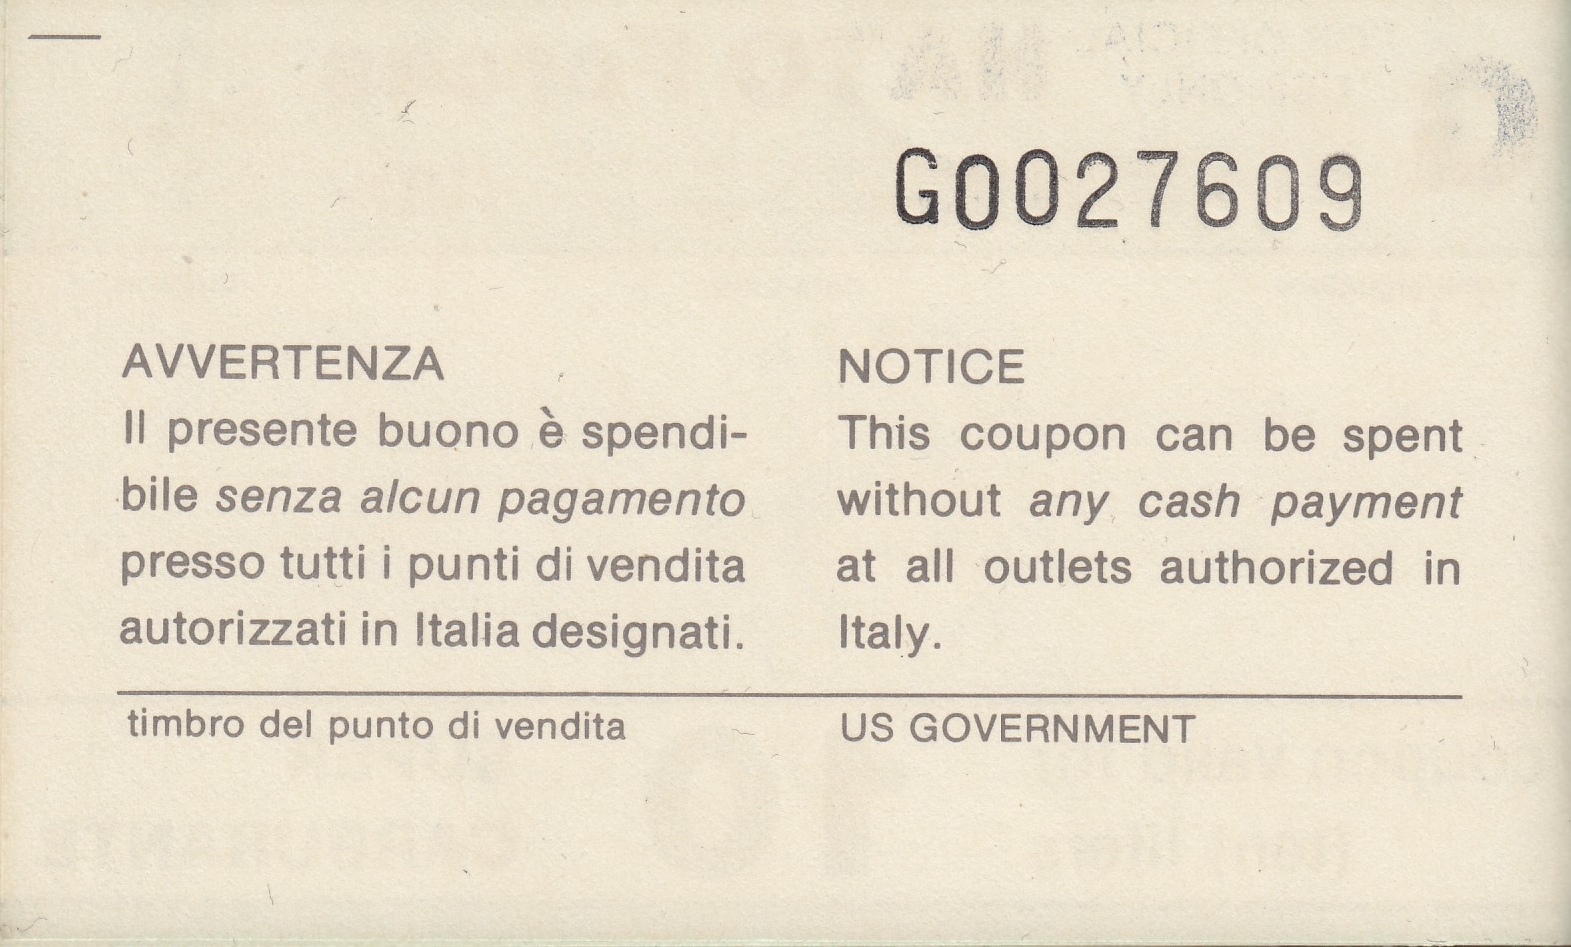 G0027609
AVVERTENZA
Il presente buono è spendi-
bile senza alcun pagamento
presso tutti i punti di vendita
autorizzati in Italia designati.
NOTICE
This coupon can be spent
without any cash payment
at all outlets authorized in
Italy.
timbro del punto di vendita
US GOVERNMENT